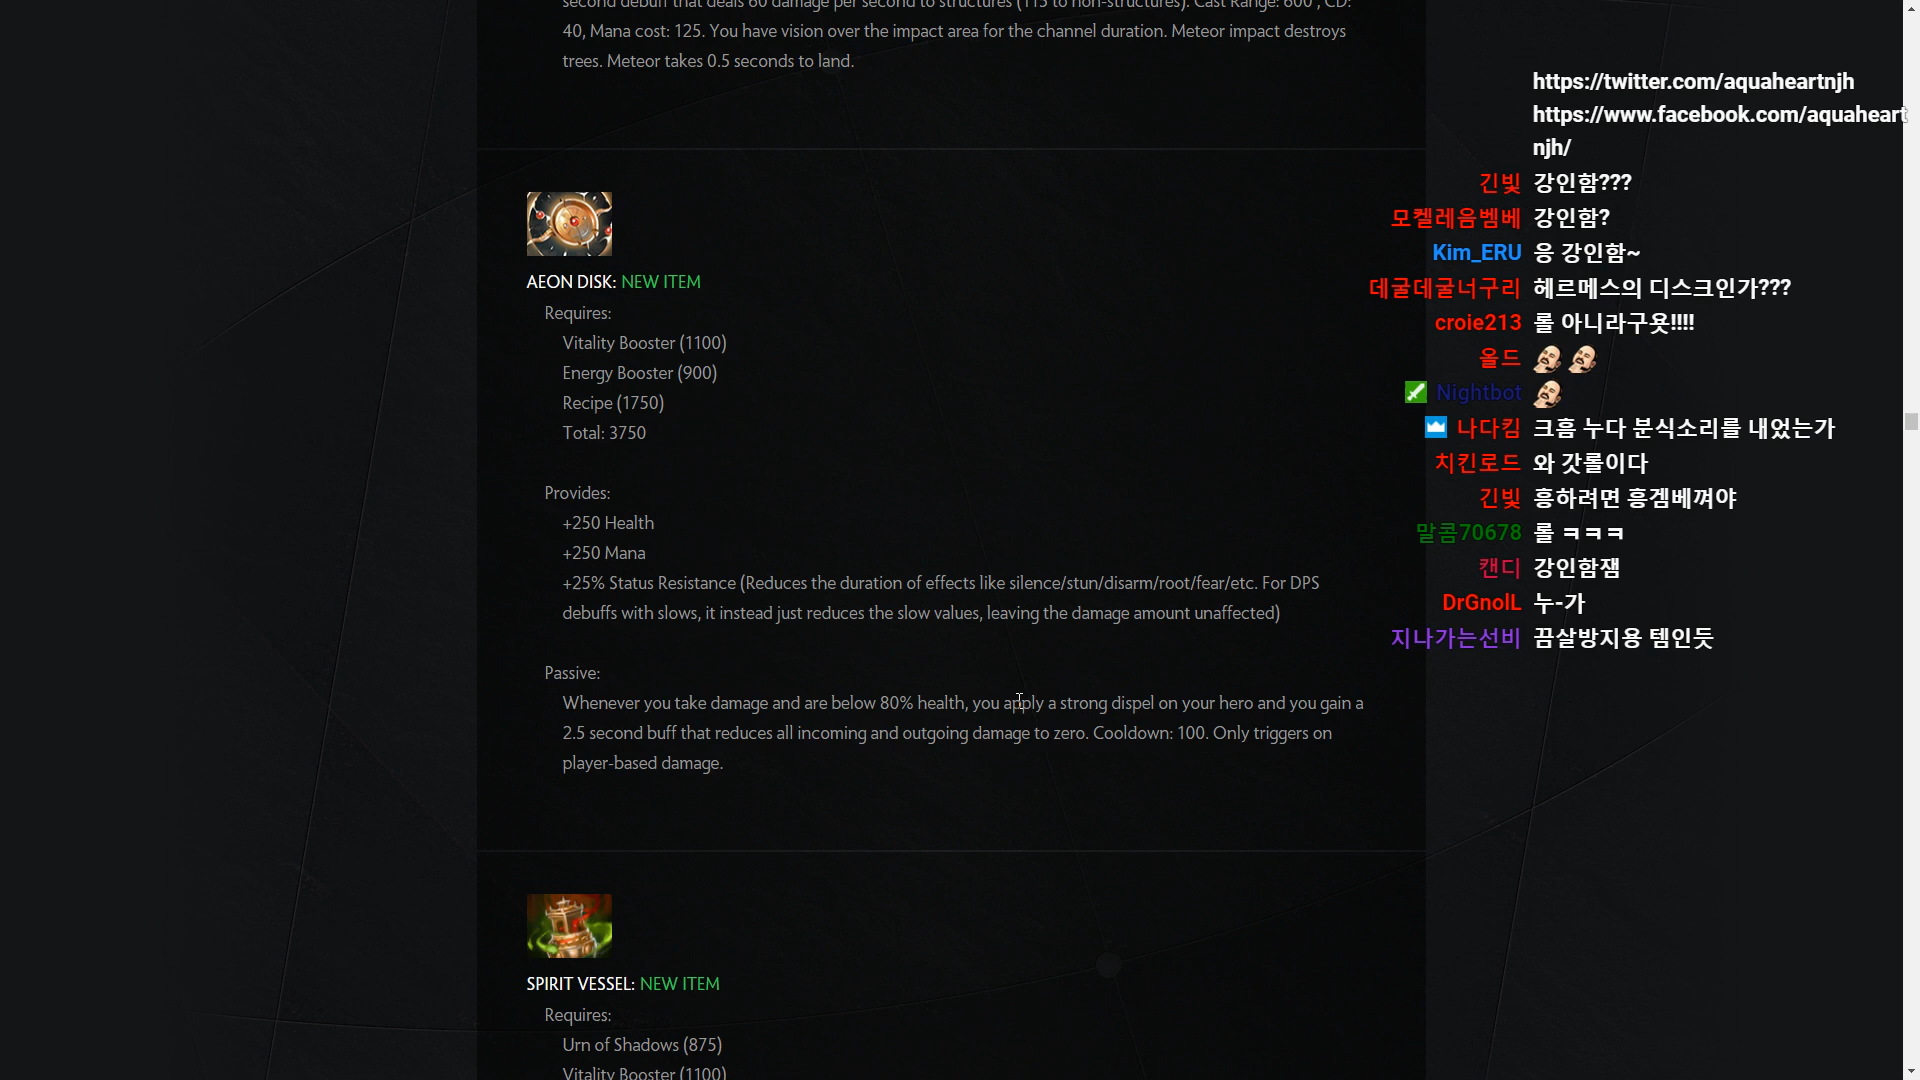 second debuff that deals 60 damage per second to structures (115 to non-structures). Cast Range: 600 , CD:
40, Mana cost: 125. You have vision over the impact area for the channel duration. Meteor impact destroys
trees. Meteor takes 0.5 seconds to land.
AEON DISK: NEW ITEM
Requires:
Vitality Booster (1100)
Energy Booster (900)
Recipe (1750)
Total: 3750
Provides:
+250 Health
+250 Mana
+25% Status Resistance (Reduces the duration of effects like silence/stun/disarm/root/fear/etc. For DPS
debuffs with slows, it instead just reduces the slow values, leaving the damage amount unaffected)
Passive:
Whenever you take damage and are below 80% health, you apply a strong dispel on your hero and you gain a
2.5 second buff that reduces all incoming and outgoing damage to zero. Cooldown: 100. Only triggers on
player-based damage.
SPIRIT VESSEL: NEW ITEM
Requires:
Urn of Shadows (875)
Vitality Booster (1100)
https://twitter.com/aquaheartnjh
https://www.facebook.com/aquaheart
njh/
긴빛 강인함???
모켈레음벰베 강인함?
Kim_ERU 응 강인함~
데굴데굴너구리 헤르메스의 디스크인가???
croie213 롤 아니라구욧!!!!
올드
Nightbot
나다킴 크흠 누다 분식소리를 내었는가
치킨로드 와 갓롤이다
긴빛 흥하려면 흥겜베껴야
말콤70678 롤 ㅋㅋㅋ
캔디 강인함잼
DrGnolL 누-가
지나가는선비 끔살방지용 템인듯